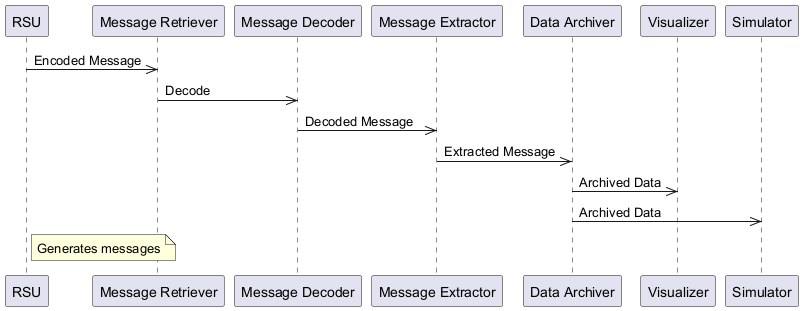 RSU
Message Retriever
Message Decoder
Message Extractor
Data Archiver
Visualizer
Simulator
Encoded Message
Decode
Decoded Message
Extracted Message
Archived Data
Archived Data
Generates messages
RSU
Message Retriever
Message Decoder
Message Extractor
Data Archiver
Visualizer
Simulator